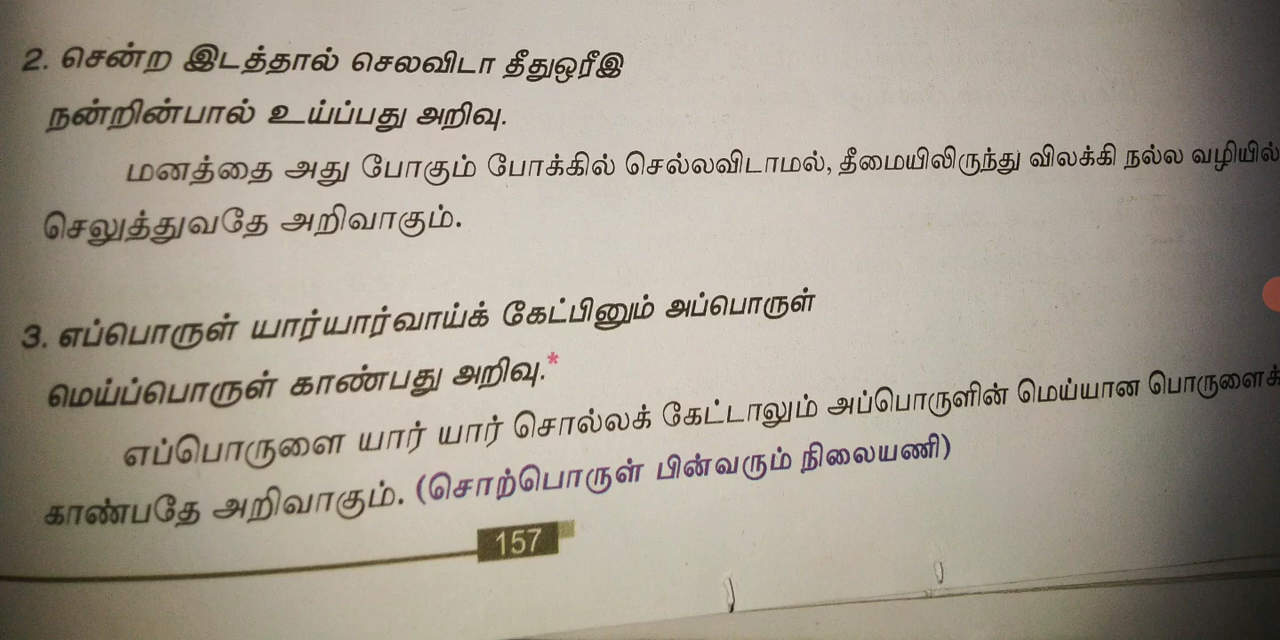 2. சென்ற இடத்தால் செலவிடா தீதுஒரீஇ
நன்றின்பால் உய்ப்பது அறிவு.
மனத்தை அது போகும் போக்கில் செல்லவிடாமல், தீமையிலிருந்து விலக்கி நல்ல வழியில்
செலுத்துவதே அறிவாகும்.
3. எப்பொருள் யார்யார்வாய்க் கேட்பினும் அப்பொருள்
மெய்ப்பொருள் காண்பது அறிவு.*
எப்பொருளை யார் யார் சொல்லக் கேட்டாலும் அப்பொருளின் மெய்யான பொருளைக்
காண்பதே அறிவாகும். (சொற்பொருள் பின்வரும் நிலையணி)
157